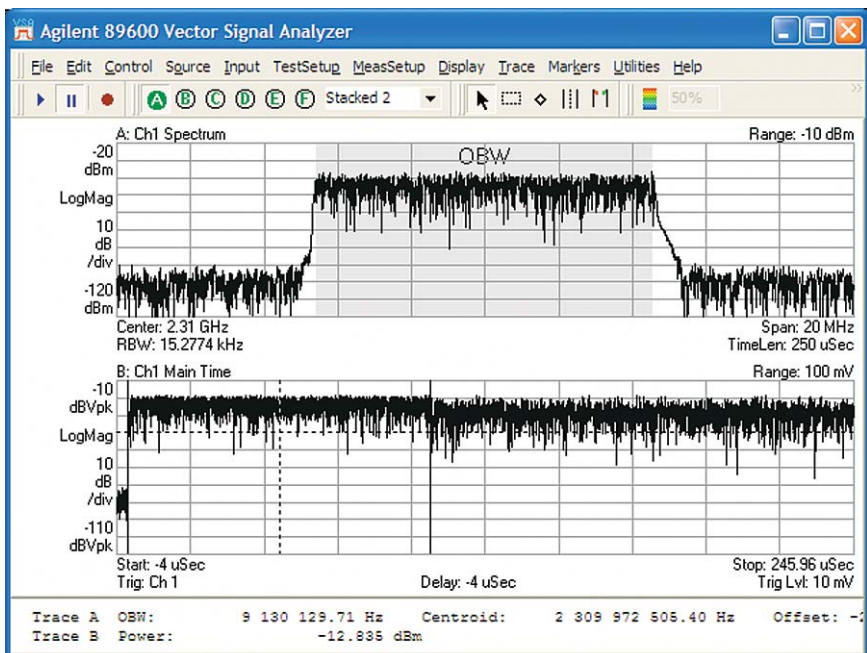 VSA
Agilent 89600 Vector Signal Analyzer
File Edit Control Source Input TestSetup MeasSetup Display Trace Markers Utilities Help
A B C D E F Stacked 2 50%
A: Ch1 Spectrum Range: -10 dBm
-20
dBm
LogMag
10
dB
/div
-120
dBm
OBW
Center: 2.31 GHz Span: 20 MHz
RBW: 15.2774 kHz TimeLen: 250 uSec
B: Ch1 Main Time Range: 100 mV
-10
dBVpk
LogMag
10
dB
/div
-110
dBVpk
Start: -4 uSec Stop: 245.96 uSec
Trig: Ch 1 Delay: -4 uSec Trig Lvl: 10 mV
Trace A OBW: 9 130 129.71 Hz Centroid: 2 309 972 505.40 Hz Offset:
Trace B Power: -12.835 dBm